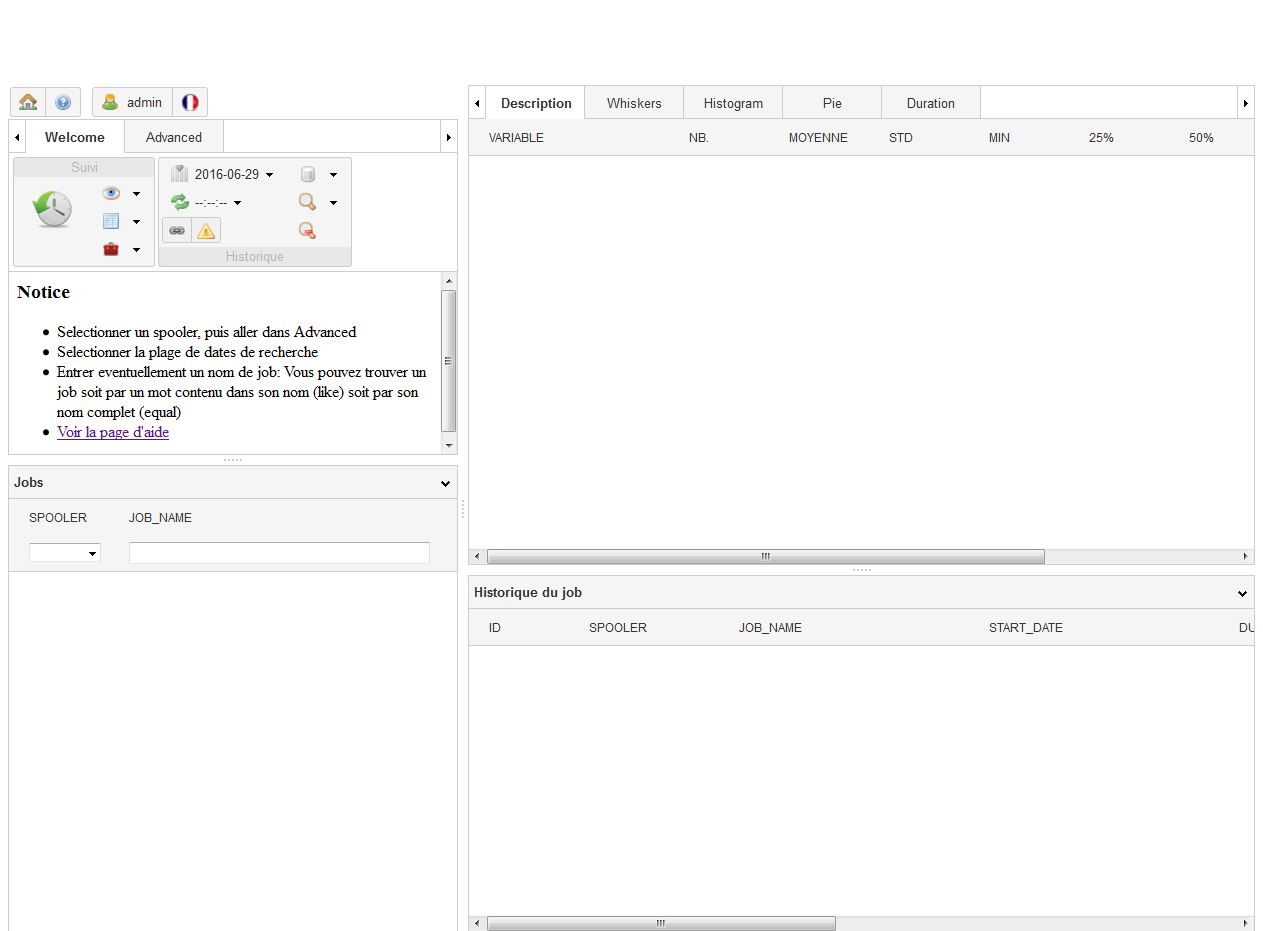 admin
Welcome
Advanced
Suivi
2016-06-29
--:--:--
Historique
Notice
Selectionner un spooler, puis aller dans Advanced
Selectionner la plage de dates de recherche
Entrer eventuellement un nom de job: Vous pouvez trouver un
job soit par un mot contenu dans son nom (like) soit par son
nom complet (equal)
Voir la page d'aide
Jobs
SPOOLER JOB_NAME
Description Whiskers Histogram Pie Duration
VARIABLE NB. MOYENNE STD MIN 25% 50%
Historique du job
ID SPOOLER JOB_NAME START_DATE DU